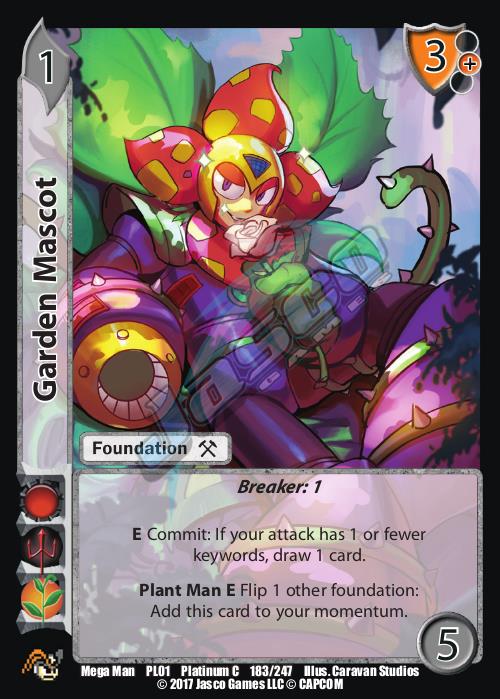 1
3
+
Garden Mascot
Foundation
Breaker: 1
E Commit: If your attack has 1 or fewer
keywords, draw 1 card.
Plant Man E Flip 1 other foundation:
Add this card to your momentum.
5
Mega Man PL01 Platinum C 183/247 Illus. Caravan Studios
© 2017 Jasco Games LLC © CAPCOM